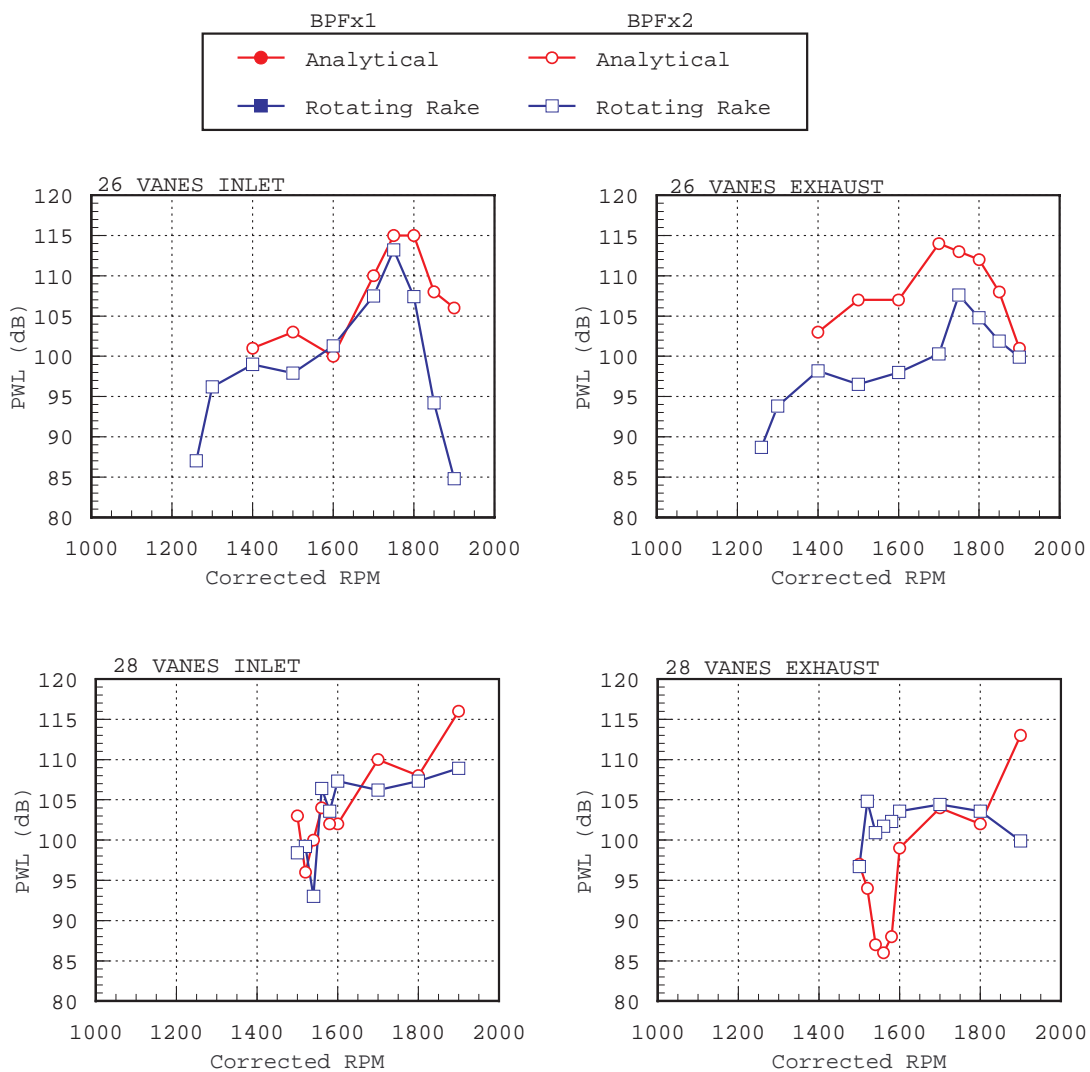 BPFx1 BPFx2
Analytical Analytical
Rotating Rake Rotating Rake
26 VANES INLET
120
115
110
105
100
95
90
85
80
PWL (dB)
1000 1200 1400 1600 1800 2000
Corrected RPM
26 VANES EXHAUST
120
115
110
105
100
95
90
85
80
PWL (dB)
1000 1200 1400 1600 1800 2000
Corrected RPM
28 VANES INLET
120
115
110
105
100
95
90
85
80
PWL (dB)
1000 1200 1400 1600 1800 2000
Corrected RPM
28 VANES EXHAUST
120
115
110
105
100
95
90
85
80
PWL (dB)
1000 1200 1400 1600 1800 2000
Corrected RPM